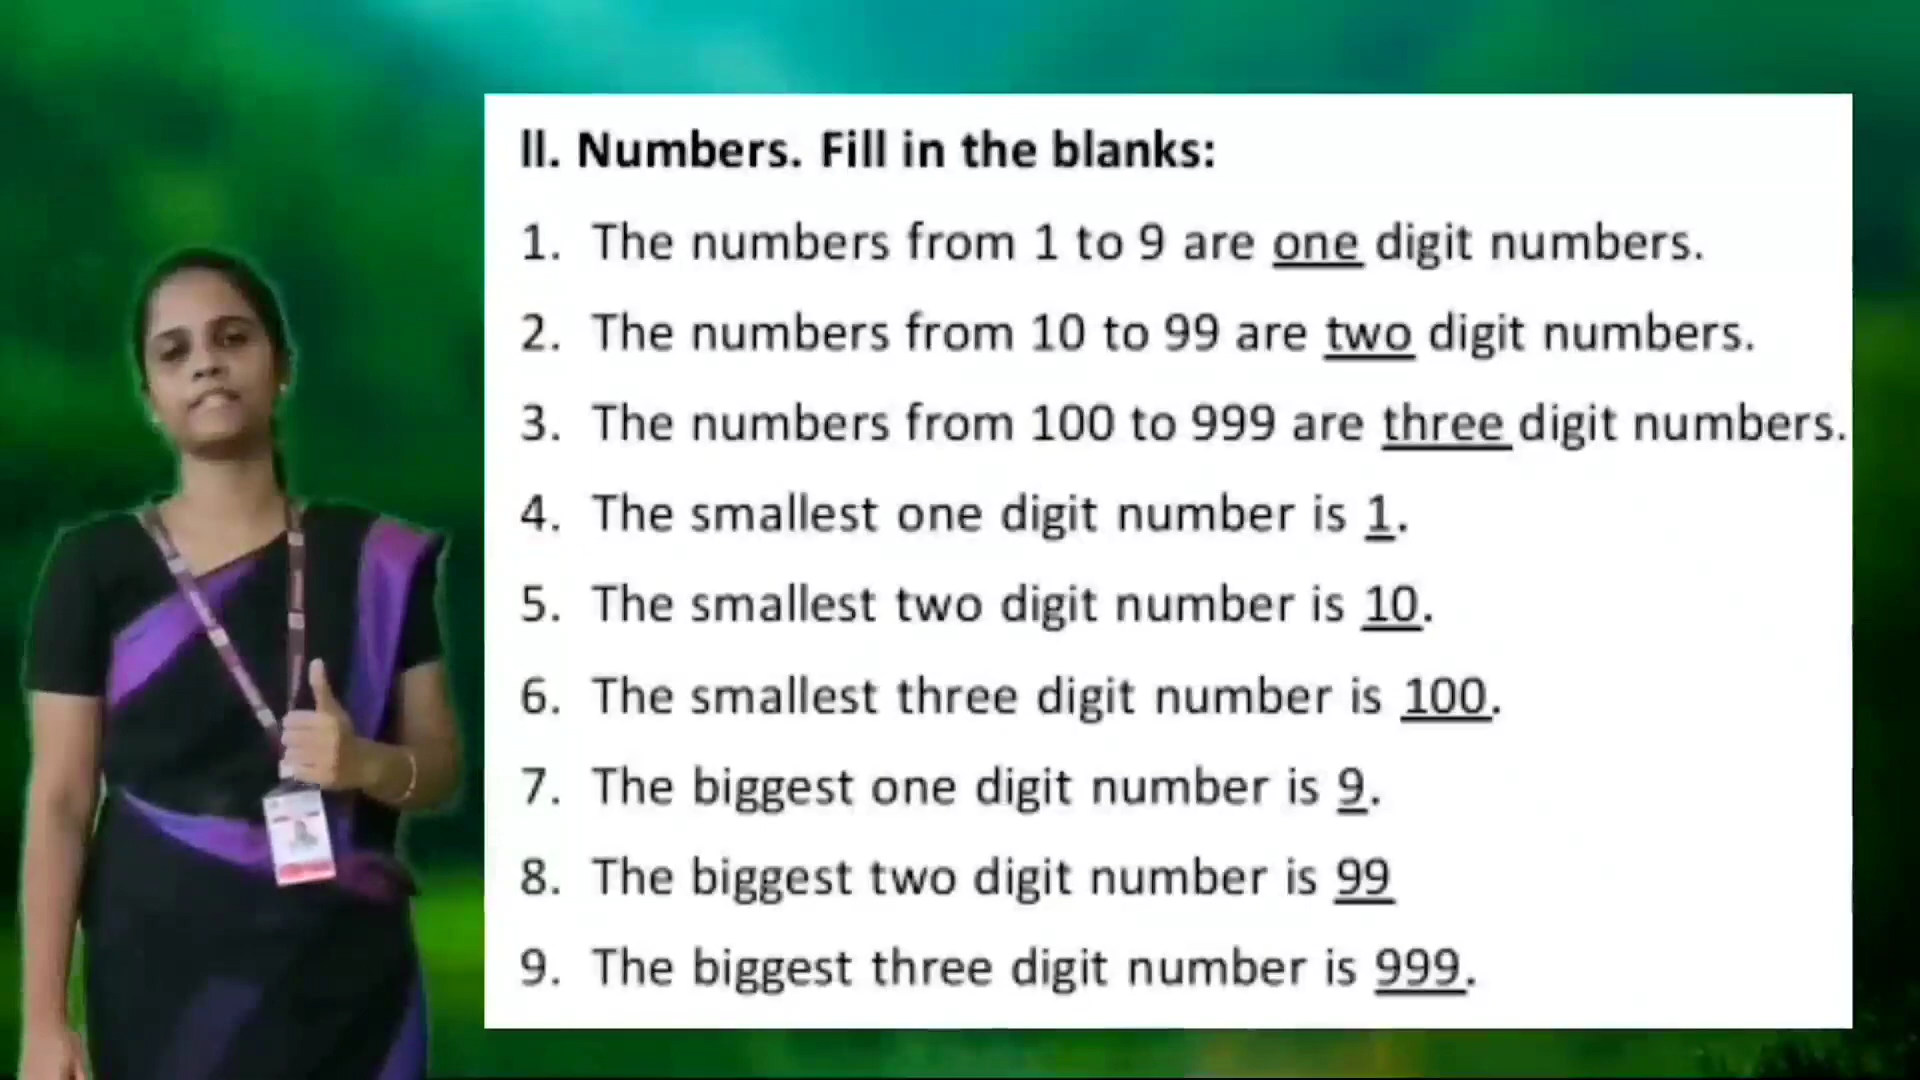 II. Numbers. Fill in the blanks:
1. The numbers from 1 to 9 are one digit numbers.
2. The numbers from 10 to 99 are two digit numbers.
3. The numbers from 100 to 999 are three digit numbers.
4. The smallest one digit number is 1.
5. The smallest two digit number is 10.
6. The smallest three digit number is 100.
7. The biggest one digit number is 9.
8. The biggest two digit number is 99
9. The biggest three digit number is 999.